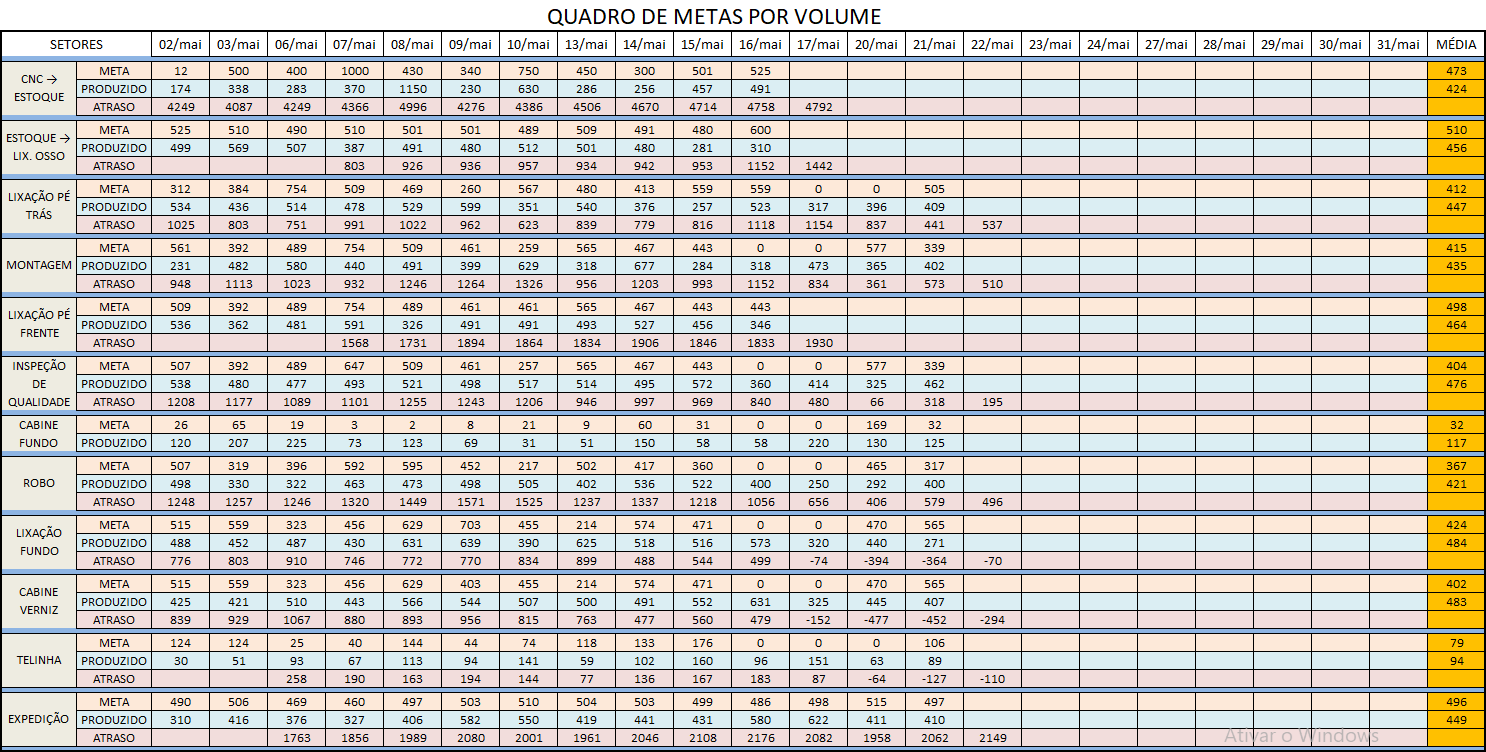 QUADRO DE METAS POR VOLUME
SETORES 02/mai 03/mai 06/mai 07/mai 08/mai 09/mai 10/mai 13/mai 14/mai 15/mai 16/mai 17/mai 20/mai 21/mai 22/mai 23/mai 24/mai 27/mai 28/mai 29/mai 30/mai 31/mai MÉDIA
CNC → ESTOQUE
META 12 500 400 1000 430 340 750 450 300 501 525 473
PRODUZIDO 174 338 283 370 1150 230 630 286 256 457 491 424
ATRASO 4249 4087 4249 4366 4996 4276 4386 4506 4670 4714 4758 4792
ESTOQUE → LIX. OSSO
META 525 510 490 510 501 501 489 509 491 480 600 510
PRODUZIDO 499 569 507 387 491 480 512 501 480 281 310 456
ATRASO 803 926 936 957 934 942 953 1152 1442
LIXAÇÃO PÉ TRÁS
META 312 384 754 509 469 260 567 480 413 559 559 0 0 505 412
PRODUZIDO 534 436 514 478 529 599 351 540 376 257 523 317 396 409 447
ATRASO 1025 803 751 991 1022 962 623 839 779 816 1118 1154 837 441 537
MONTAGEM
META 561 392 489 754 509 461 259 565 467 443 0 0 577 339 415
PRODUZIDO 231 482 580 440 491 399 629 318 677 284 318 473 365 402 435
ATRASO 948 1113 1023 932 1246 1264 1326 956 1203 993 1152 834 361 573 510
LIXAÇÃO PÉ FRENTE
META 509 392 489 754 489 461 461 565 467 443 443 498
PRODUZIDO 536 362 481 591 326 491 491 493 527 456 346 464
ATRASO 1568 1731 1894 1864 1834 1906 1846 1833 1930
INSPEÇÃO DE QUALIDADE
META 507 392 489 647 509 461 257 565 467 443 0 0 577 339 404
PRODUZIDO 538 480 477 493 521 498 517 514 495 572 360 414 325 462 476
ATRASO 1208 1177 1089 1101 1255 1243 1206 946 997 969 840 480 66 318 195
CABINE FUNDO
META 26 65 19 3 2 8 21 9 60 31 0 0 169 32 32
PRODUZIDO 120 207 225 73 123 69 31 51 150 58 58 220 130 125 117
ROBO
META 507 319 396 592 595 452 217 502 417 360 0 0 465 317 367
PRODUZIDO 498 330 322 463 473 498 505 402 536 522 400 250 292 400 421
ATRASO 1248 1257 1246 1320 1449 1571 1525 1237 1337 1218 1056 656 406 579 496
LIXAÇÃO FUNDO
META 515 559 323 456 629 703 455 214 574 471 0 0 470 565 424
PRODUZIDO 488 452 487 430 631 639 390 625 518 516 573 320 440 271 484
ATRASO 776 803 910 746 772 770 834 899 488 544 499 -74 -394 -364 -70
CABINE VERNIZ
META 515 559 323 456 629 403 455 214 574 471 0 0 470 565 402
PRODUZIDO 425 421 510 443 566 544 507 500 491 552 631 325 445 407 483
ATRASO 839 929 1067 880 893 956 815 763 477 560 479 -152 -477 -452 -294
TELINHA
META 124 124 25 40 144 44 74 118 133 176 0 0 0 106 79
PRODUZIDO 30 51 93 67 113 94 141 59 102 160 96 151 63 89 94
ATRASO 258 190 163 194 144 77 136 167 183 87 -64 -127 -110
EXPEDIÇÃO
META 490 506 469 460 497 503 510 504 503 499 486 498 515 497 496
PRODUZIDO 310 416 376 327 406 582 550 419 441 431 580 622 411 410 449
ATRASO 1763 1856 1989 2080 2001 1961 2046 2108 2176 2082 1958 2062 2149
Ativar o Windows